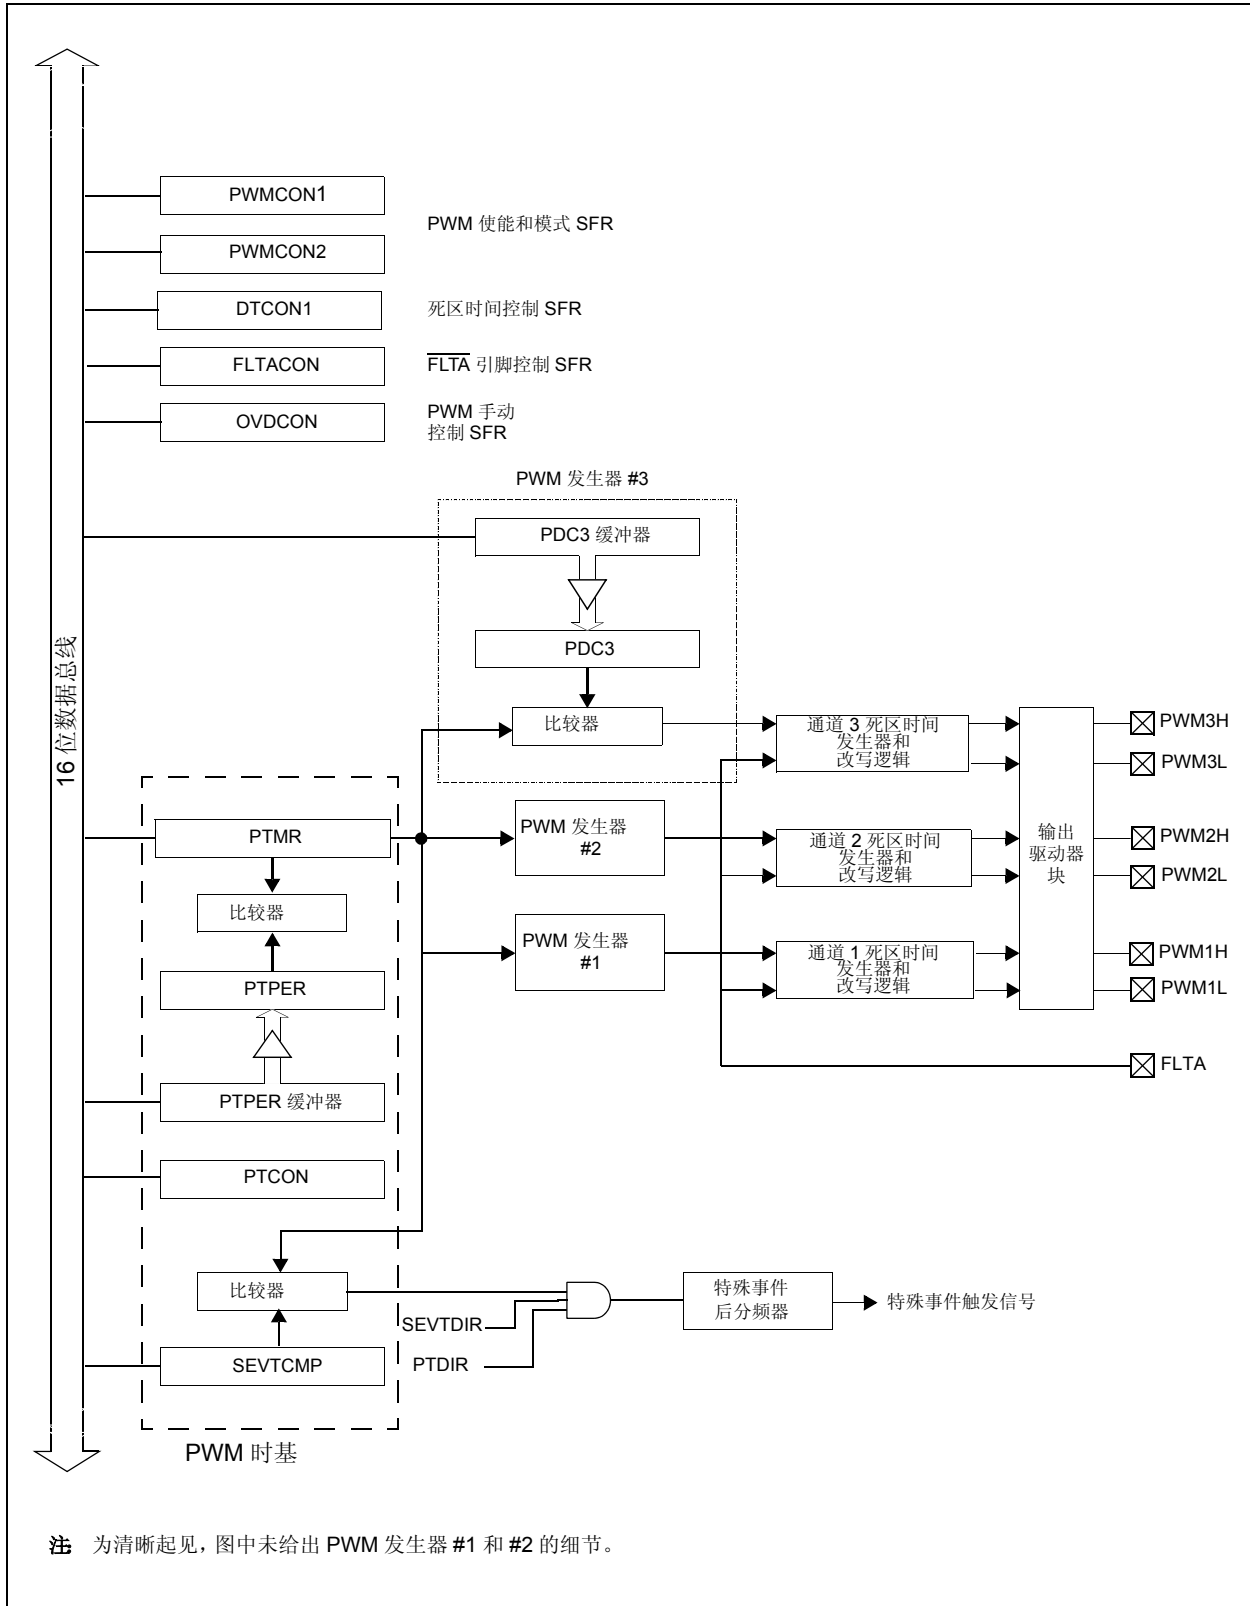 PWMCON1
PWM 使能和模式 SFR
PWMCON2
DTCON1
死区时间控制 SFR
FLTACON
FLTA 引脚控制 SFR
OVDCON
PWM 手动
控制 SFR
PWM 发生器 #3
PDC3 缓冲器
PDC3
比较器
16 位数据总线
通道 3 死区时间
发生器和
改写逻辑
PWM3H
PWM3L
PTMR
PWM 发生器
#2
通道 2 死区时间
发生器和
改写逻辑
输出
驱动器
块
PWM2H
PWM2L
比较器
PWM 发生器
#1
通道 1 死区时间
发生器和
改写逻辑
PWM1H
PWM1L
PTPER
FLTA
PTPER 缓冲器
PTCON
比较器
特殊事件
后分频器
特殊事件触发信号
SEVTDIR
SEVTCMP
PTDIR
PWM 时基
注: 为清晰起见，图中未给出 PWM 发生器 #1 和 #2 的细节。